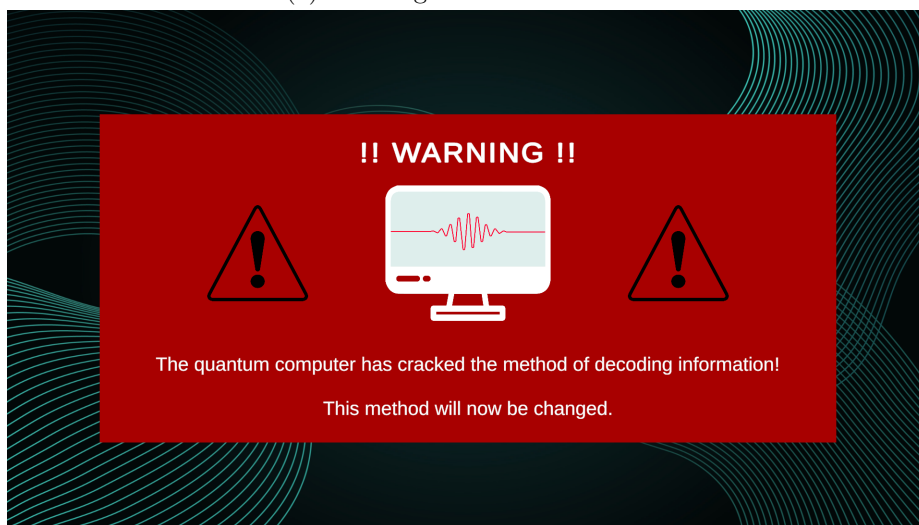 !! WARNING !!
The quantum computer has cracked the method of decoding information!
This method will now be changed.